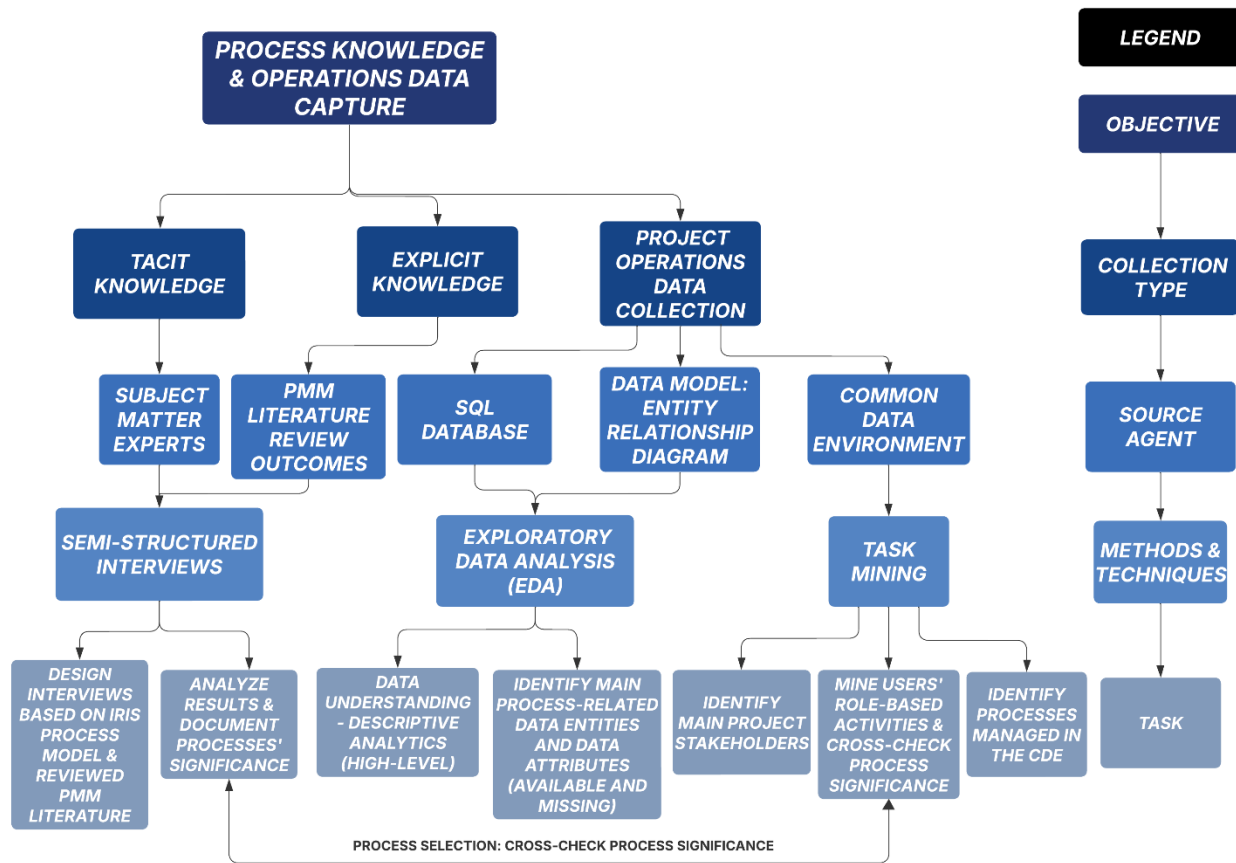 PROCESS KNOWLEDGE
& OPERATIONS DATA
CAPTURE
LEGEND
OBJECTIVE
TACIT
KNOWLEDGE
EXPLICIT
KNOWLEDGE
PROJECT
OPERATIONS
DATA
COLLECTION
COLLECTION
TYPE
SUBJECT
MATTER
EXPERTS
PMM
LITERATURE
REVIEW
OUTCOMES
SQL
DATABASE
DATA MODEL:
ENTITY
RELATIONSHIP
DIAGRAM
COMMON
DATA
ENVIRONMENT
SOURCE
AGENT
SEMI-STRUCTURED
INTERVIEWS
EXPLORATORY
DATA ANALYSIS
(EDA)
TASK
MINING
METHODS &
TECHNIQUES
DESIGN
INTERVIEWS
BASED ON IRIS
PROCESS
MODEL &
REVIEWED
PMM
LITERATURE
ANALYZE
RESULTS &
DOCUMENT
PROCESSES'
SIGNIFICANCE
DATA
UNDERSTANDING
- DESCRIPTIVE
ANALYTICS
(HIGH-LEVEL)
IDENTIFY MAIN
PROCESS-RELATED
DATA ENTITIES
AND DATA
ATTRIBUTES
(AVAILABLE AND
MISSING)
IDENTIFY
MAIN PROJECT
STAKEHOLDERS
MINE USERS'
ROLE-BASED
ACTIVITIES &
CROSS-CHECK
PROCESS
SIGNIFICANCE
IDENTIFY
PROCESSES
MANAGED IN
THE CDE
TASK
PROCESS SELECTION: CROSS-CHECK PROCESS SIGNIFICANCE